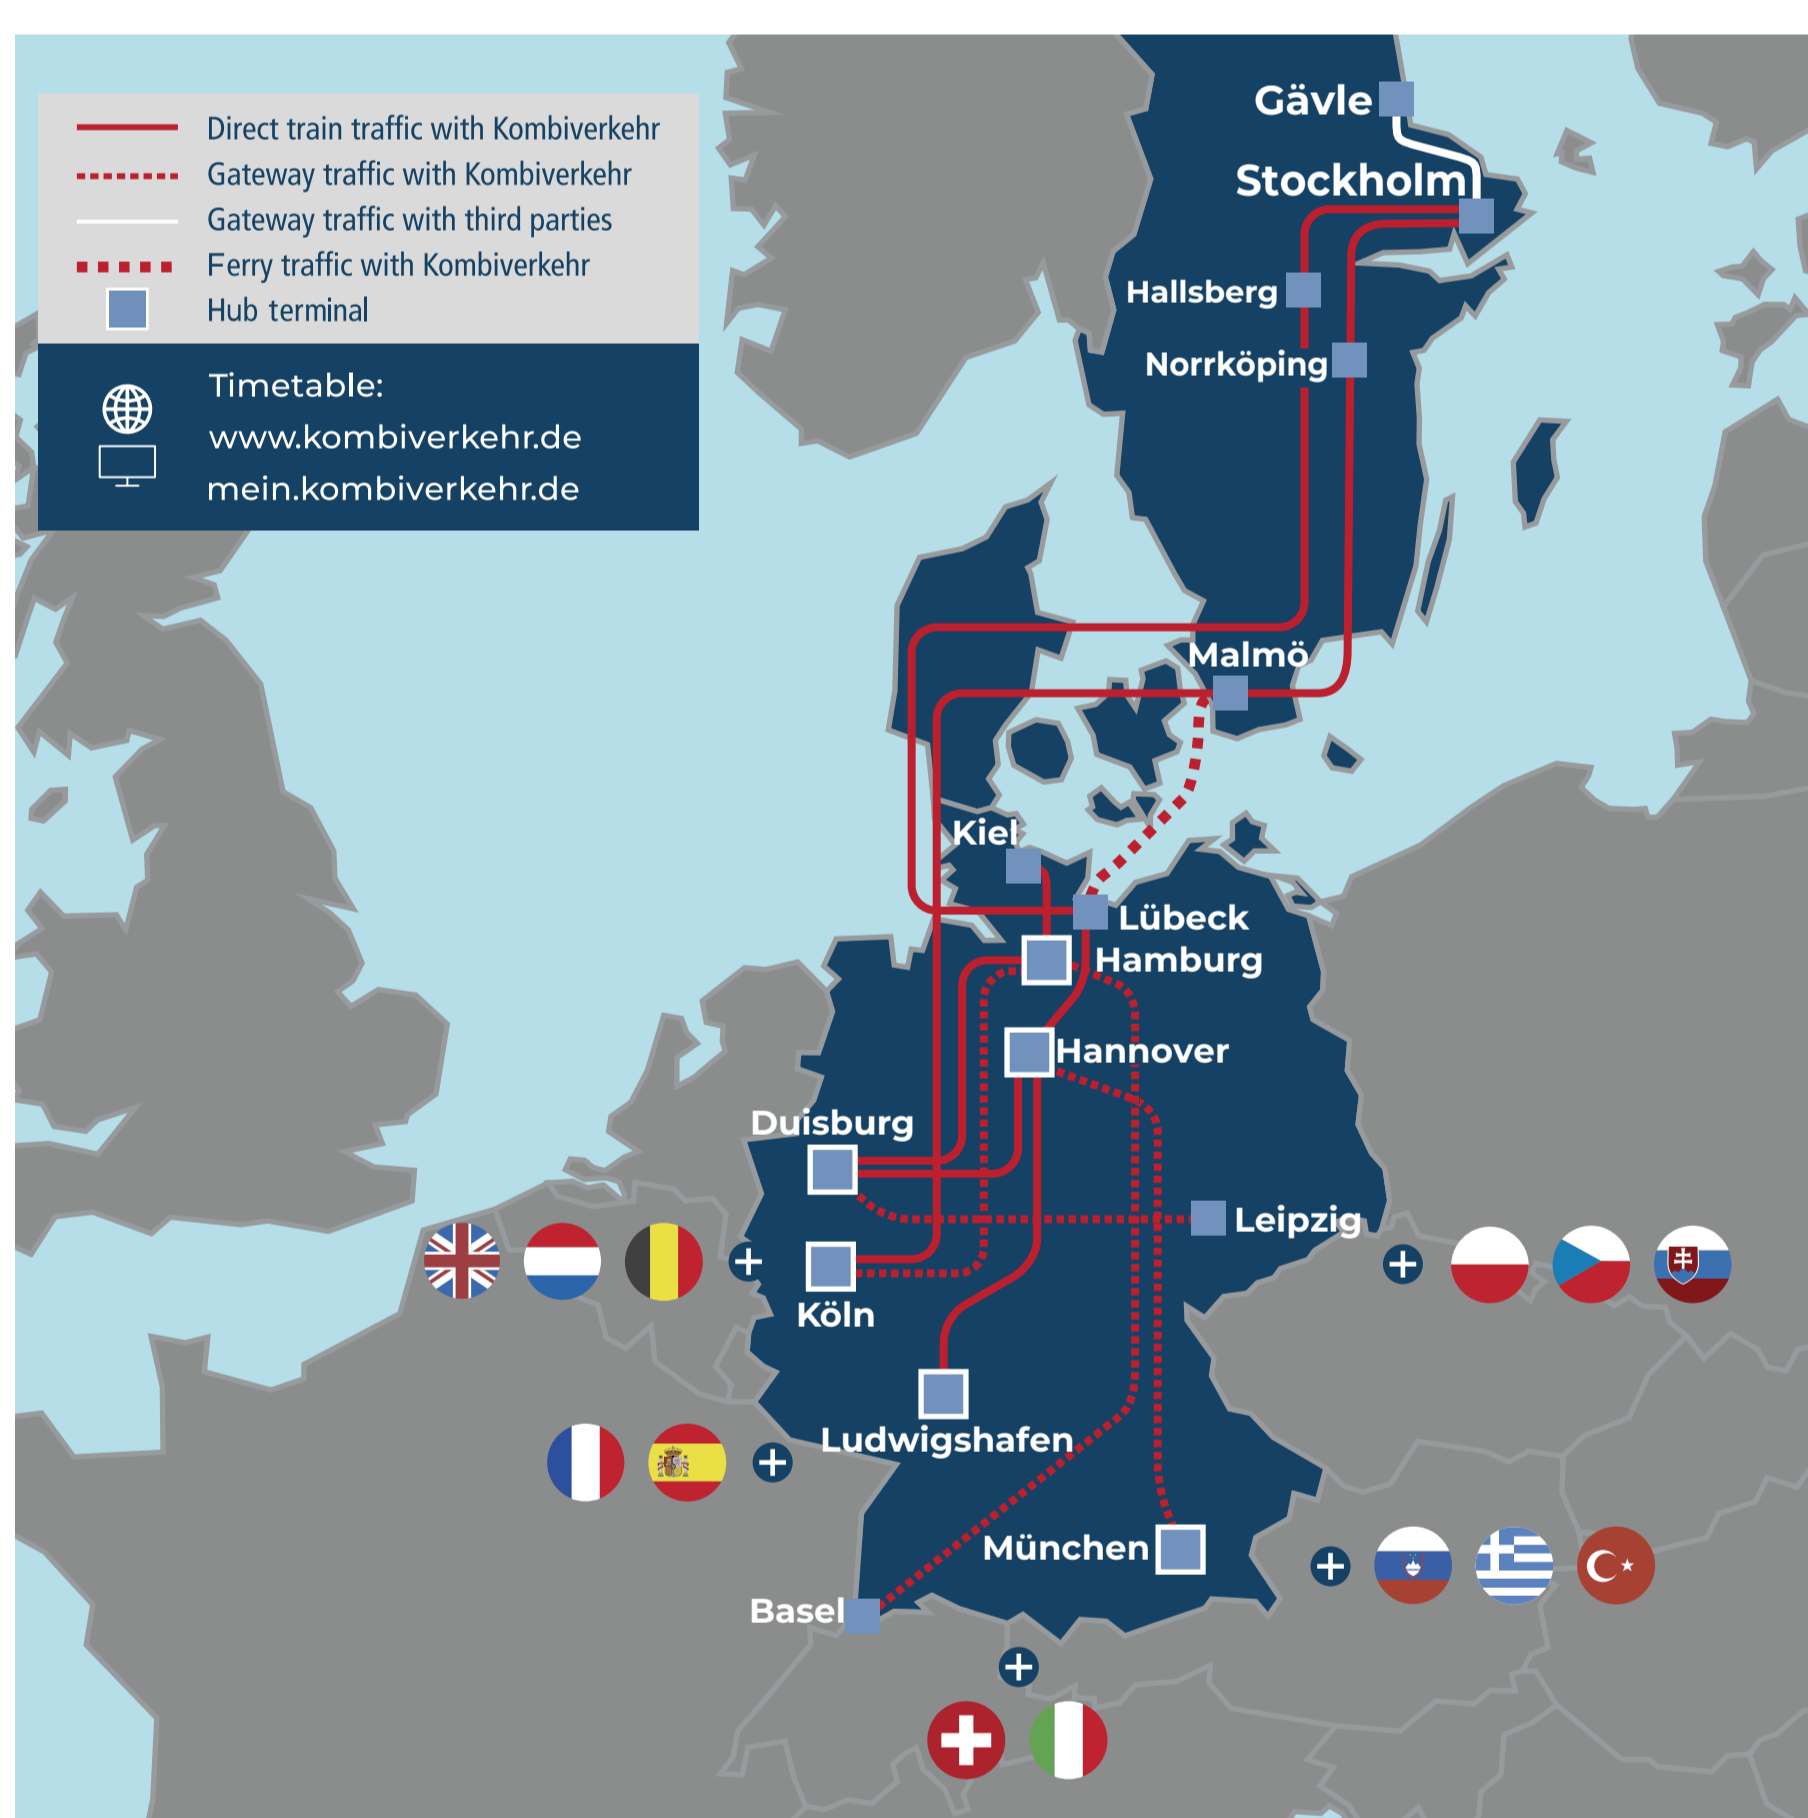 Direct train traffic with Kombiverkehr
Gateway traffic with Kombiverkehr
Gateway traffic with third parties
Ferry traffic with Kombiverkehr
Hub terminal
Timetable:
www.kombiverkehr.de
mein.kombiverkehr.de
Gävle
Stockholm
Hallsberg
Norrköping
Malmö
Kiel
Lübeck
Hamburg
Hannover
Duisburg
Leipzig
Köln
Ludwigshafen
München
Basel